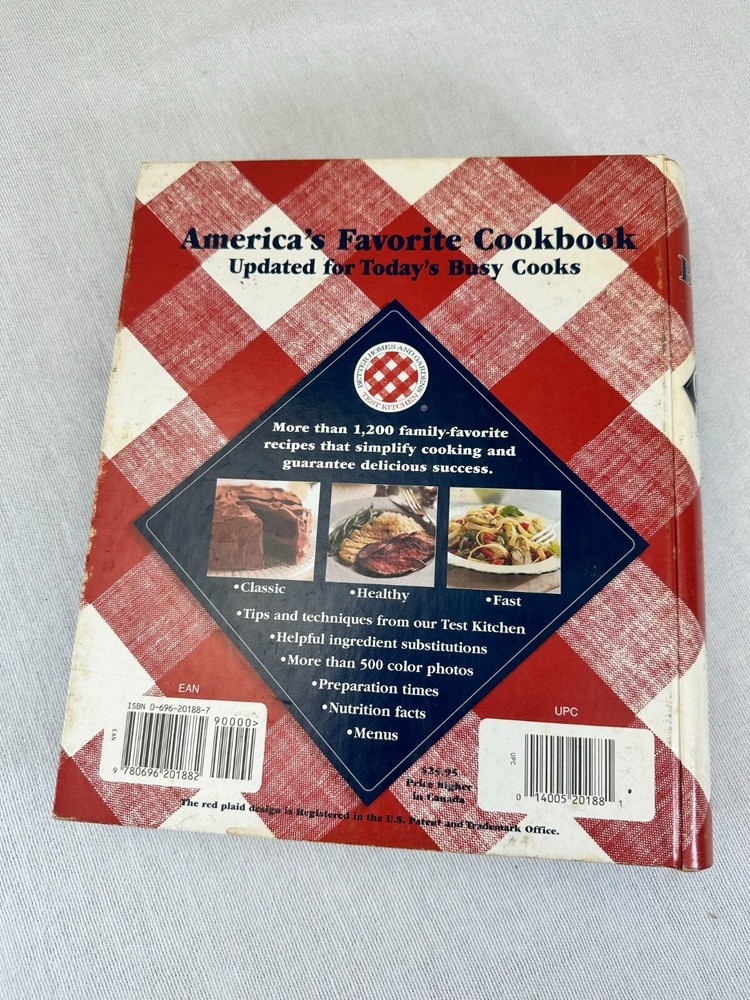 America's Favorite Cookbook
Updated for Today's Busy Cooks
BETTER HOMES AND GARDENS
TEST KITCHEN
®
More than 1,200 family-favorite
recipes that simplify cooking and
guarantee delicious success.
•Classic
•Healthy
•Fast
•Tips and techniques from our Test Kitchen
•Helpful ingredient substitutions
•More than 500 color photos
•Preparation times
•Nutrition facts
•Menus
EAN
ISBN 0-696-20188-7
90000>
EAN
9 780696 201882
$25.95
Price higher
in Canada
UPC
UPC
0 14005 20188 1
The red plaid design is Registered in the U.S. Patent and Trademark Office.